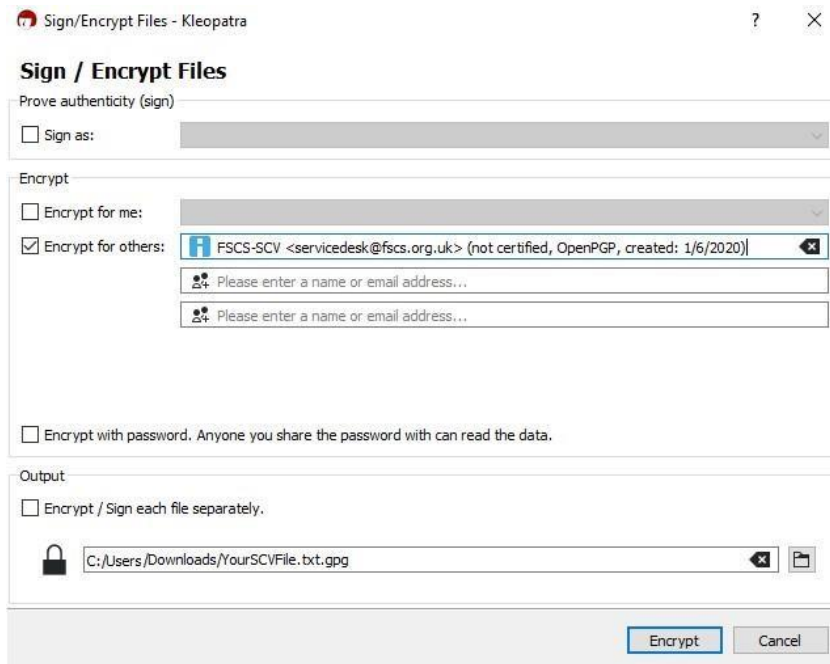 Sign/Encrypt Files - Kleopatra
Sign / Encrypt Files
Prove authenticity (sign)
Sign as:
Encrypt
Encrypt for me:
Encrypt for others: FSCS-SCV <servicedesk@fscs.org.uk> (not certified, OpenPGP, created: 1/6/2020)
Please enter a name or email address...
Please enter a name or email address...
Encrypt with password. Anyone you share the password with can read the data.
Output
Encrypt / Sign each file separately.
C:/Users/Downloads/YourSCVFile.txt.gpg
Encrypt Cancel